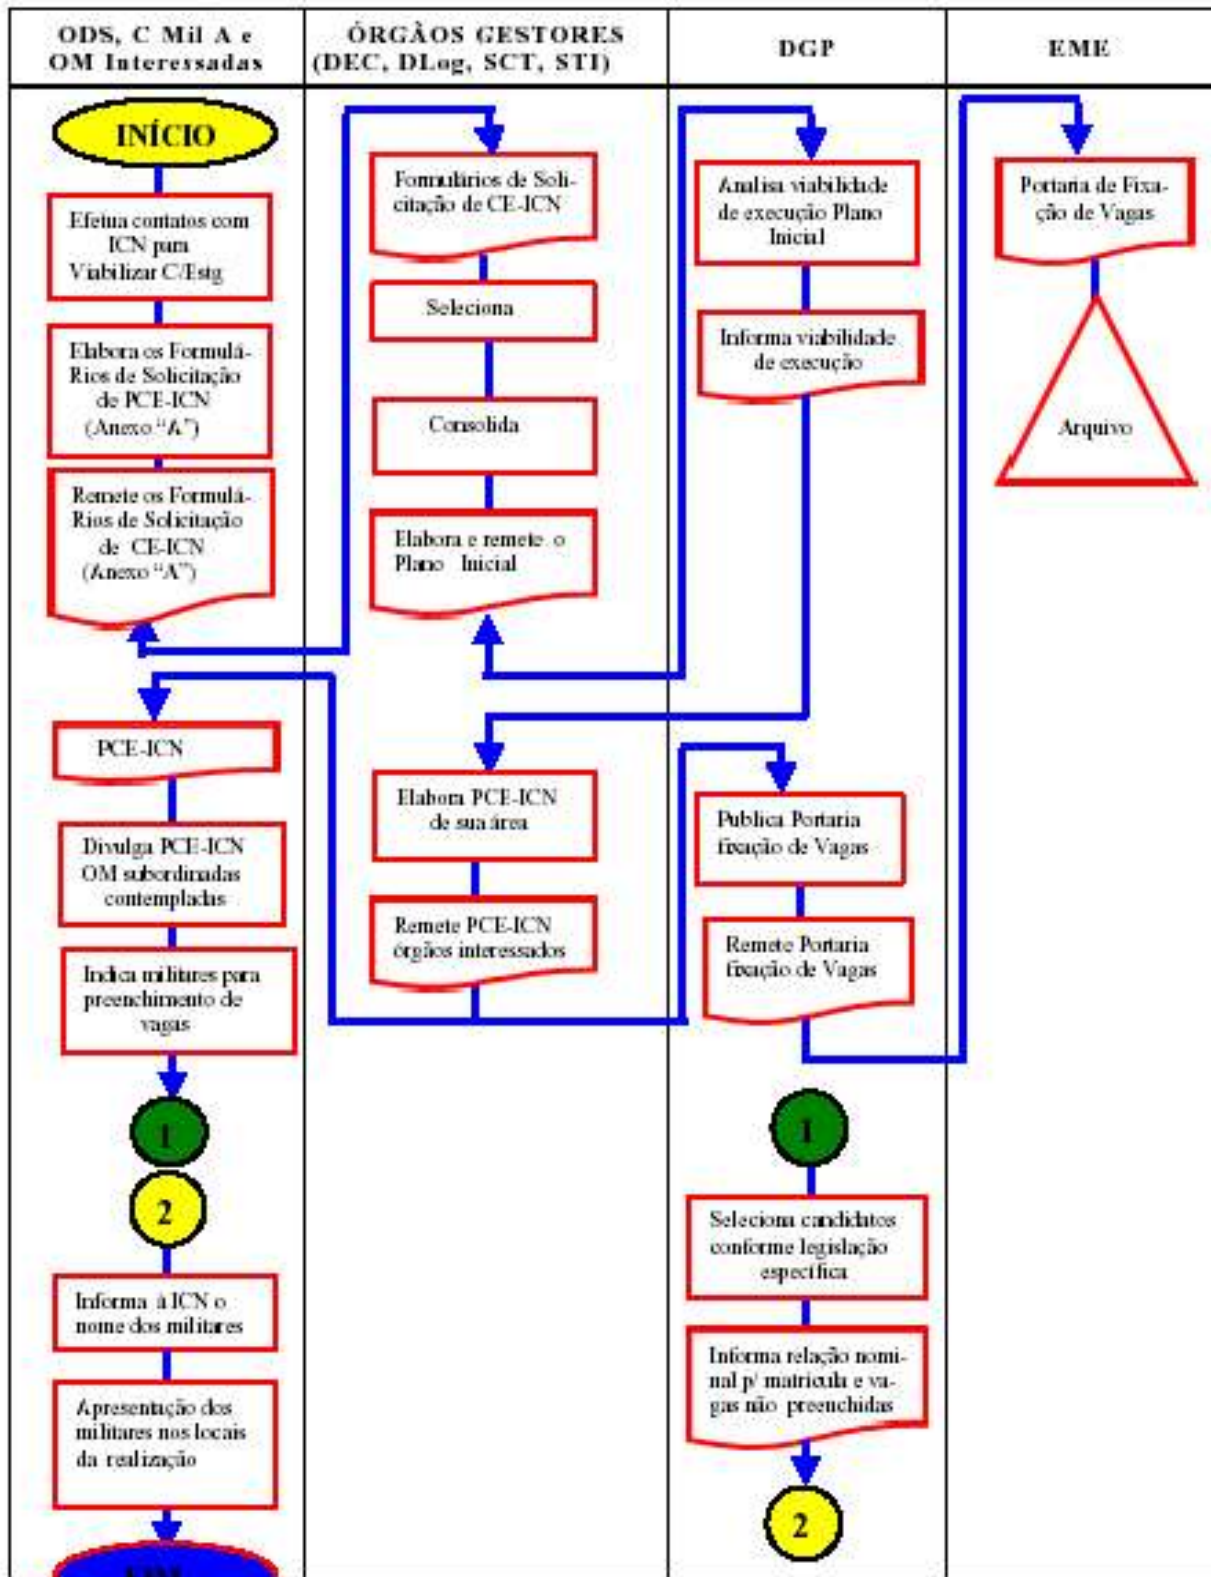 ODS, C Mil A e
OM Interessadas
ÓRGÃOS GESTORES
(DEC, DLog, SCT, STI)
DGP
EME
INÍCIO
Efetua contatos com
ICN para
Viabilizar C/Estg
Elabora os Formulá-
Rios de Solicitação
de PCE-ICN
(Anexo “A”)
Remete os Formulá-
Rios de Solicitação
de CE-ICN
(Anexo “A”)
PCE-ICN
Divulga PCE-ICN
OM subordinadas
contempladas
Indica militares para
preenchimento de
vagas
1
2
Informa à ICN o
nome dos militares
Apresentação dos
militares nos locais
da realização
Formulários de Soli-
citação de CE-ICN
Seleciona
Consolida
Elabora e remete o
Plano Inicial
Elabora PCE-ICN
de sua área
Remete PCE-ICN
órgãos interessados
Analisa viabilidade
de execução Plano
Inicial
Informa viabilidade
de execução
Publica Portaria
fixação de Vagas
Remete Portaria
fixação de Vagas
1
Seleciona candidatos
conforme legislação
específica
Informa relação nomi-
nal p/ matrícula e va-
gas não preenchidas
2
Portaria de Fixa-
ção de Vagas
Arquivo